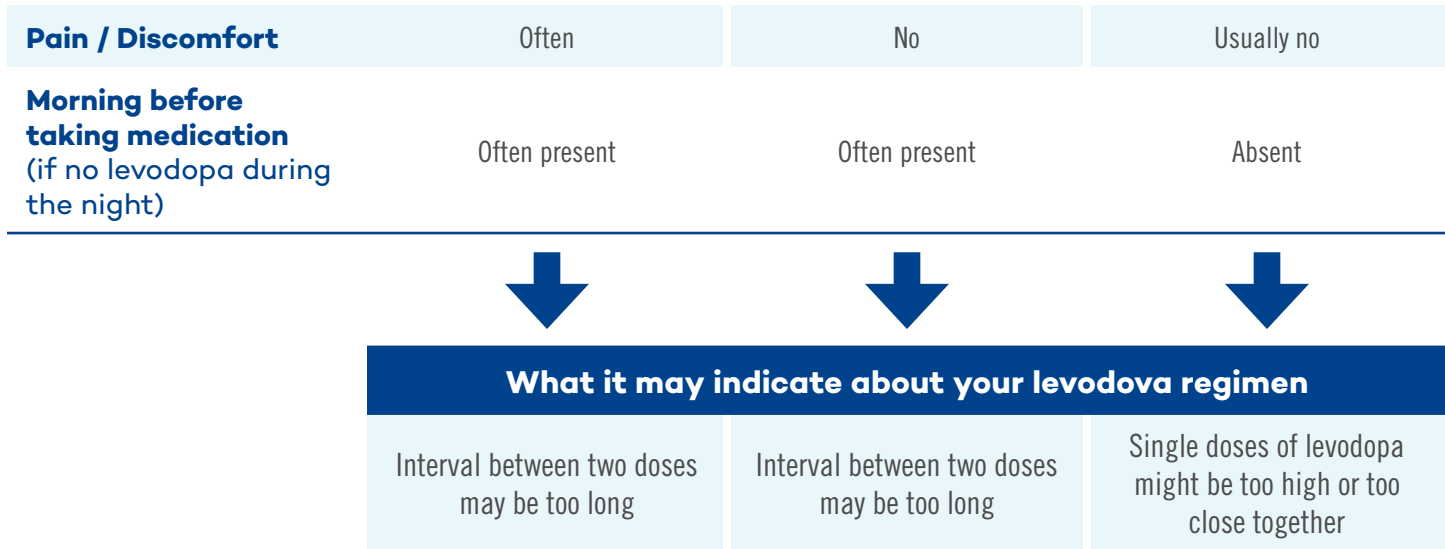 Pain / Discomfort Often No Usually no
Morning before
taking medication
(if no levodopa during
the night)
Often present Often present Absent
What it may indicate about your levodova regimen
Interval between two doses
may be too long
Interval between two doses
may be too long
Single doses of levodopa
might be too high or too
close together